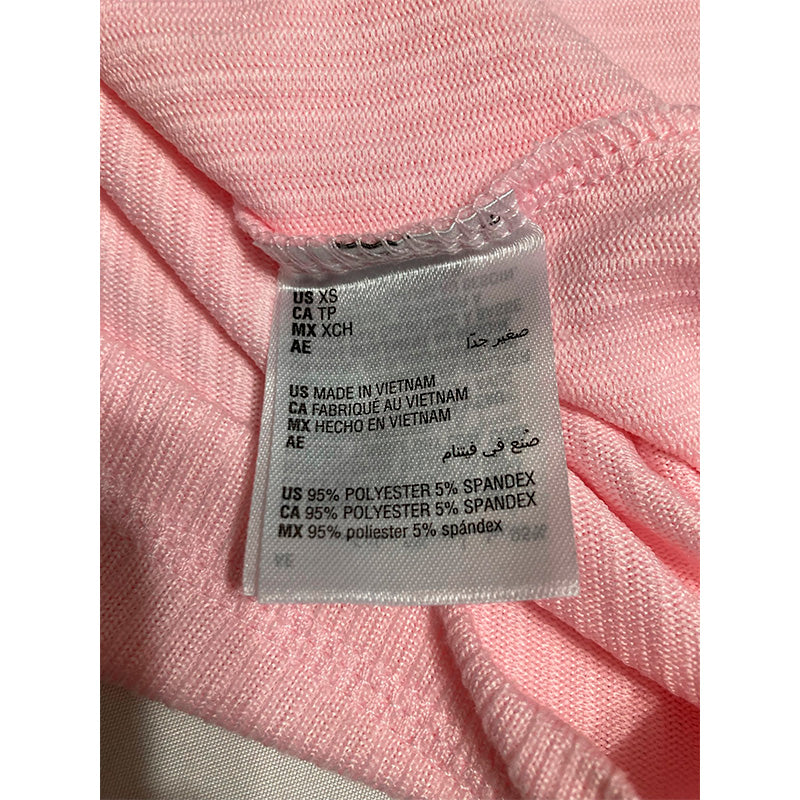 US XS
CA TP
MX XCH
AE صغير جدًا
US MADE IN VIETNAM
CA FABRIQUÉ AU VIETNAM
MX HECHO EN VIETNAM
AE صُنع في فيتنام
US 95% POLYESTER 5% SPANDEX
CA 95% POLYESTER 5% SPANDEX
MX 95% poliester 5% spándex